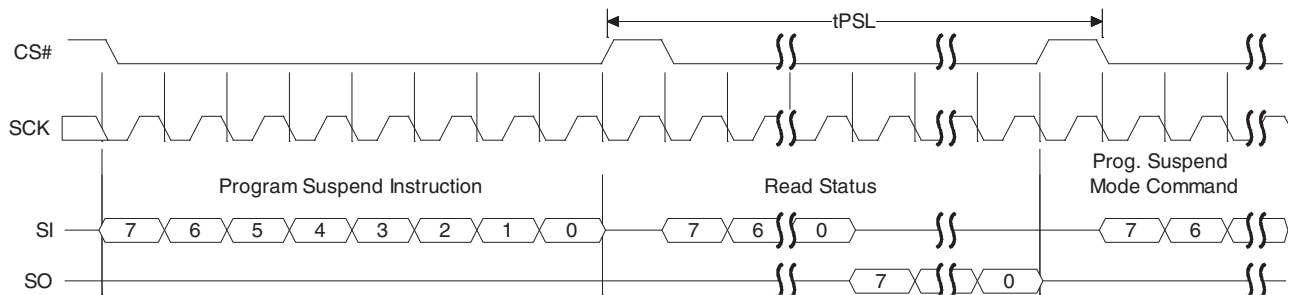 tPSL
CS#
SCK
Prog. Suspend
Program Suspend Instruction Read Status Mode Command
SI 7 6 5 4 3 2 1 0 7 6 0 7 6
SO 7 0